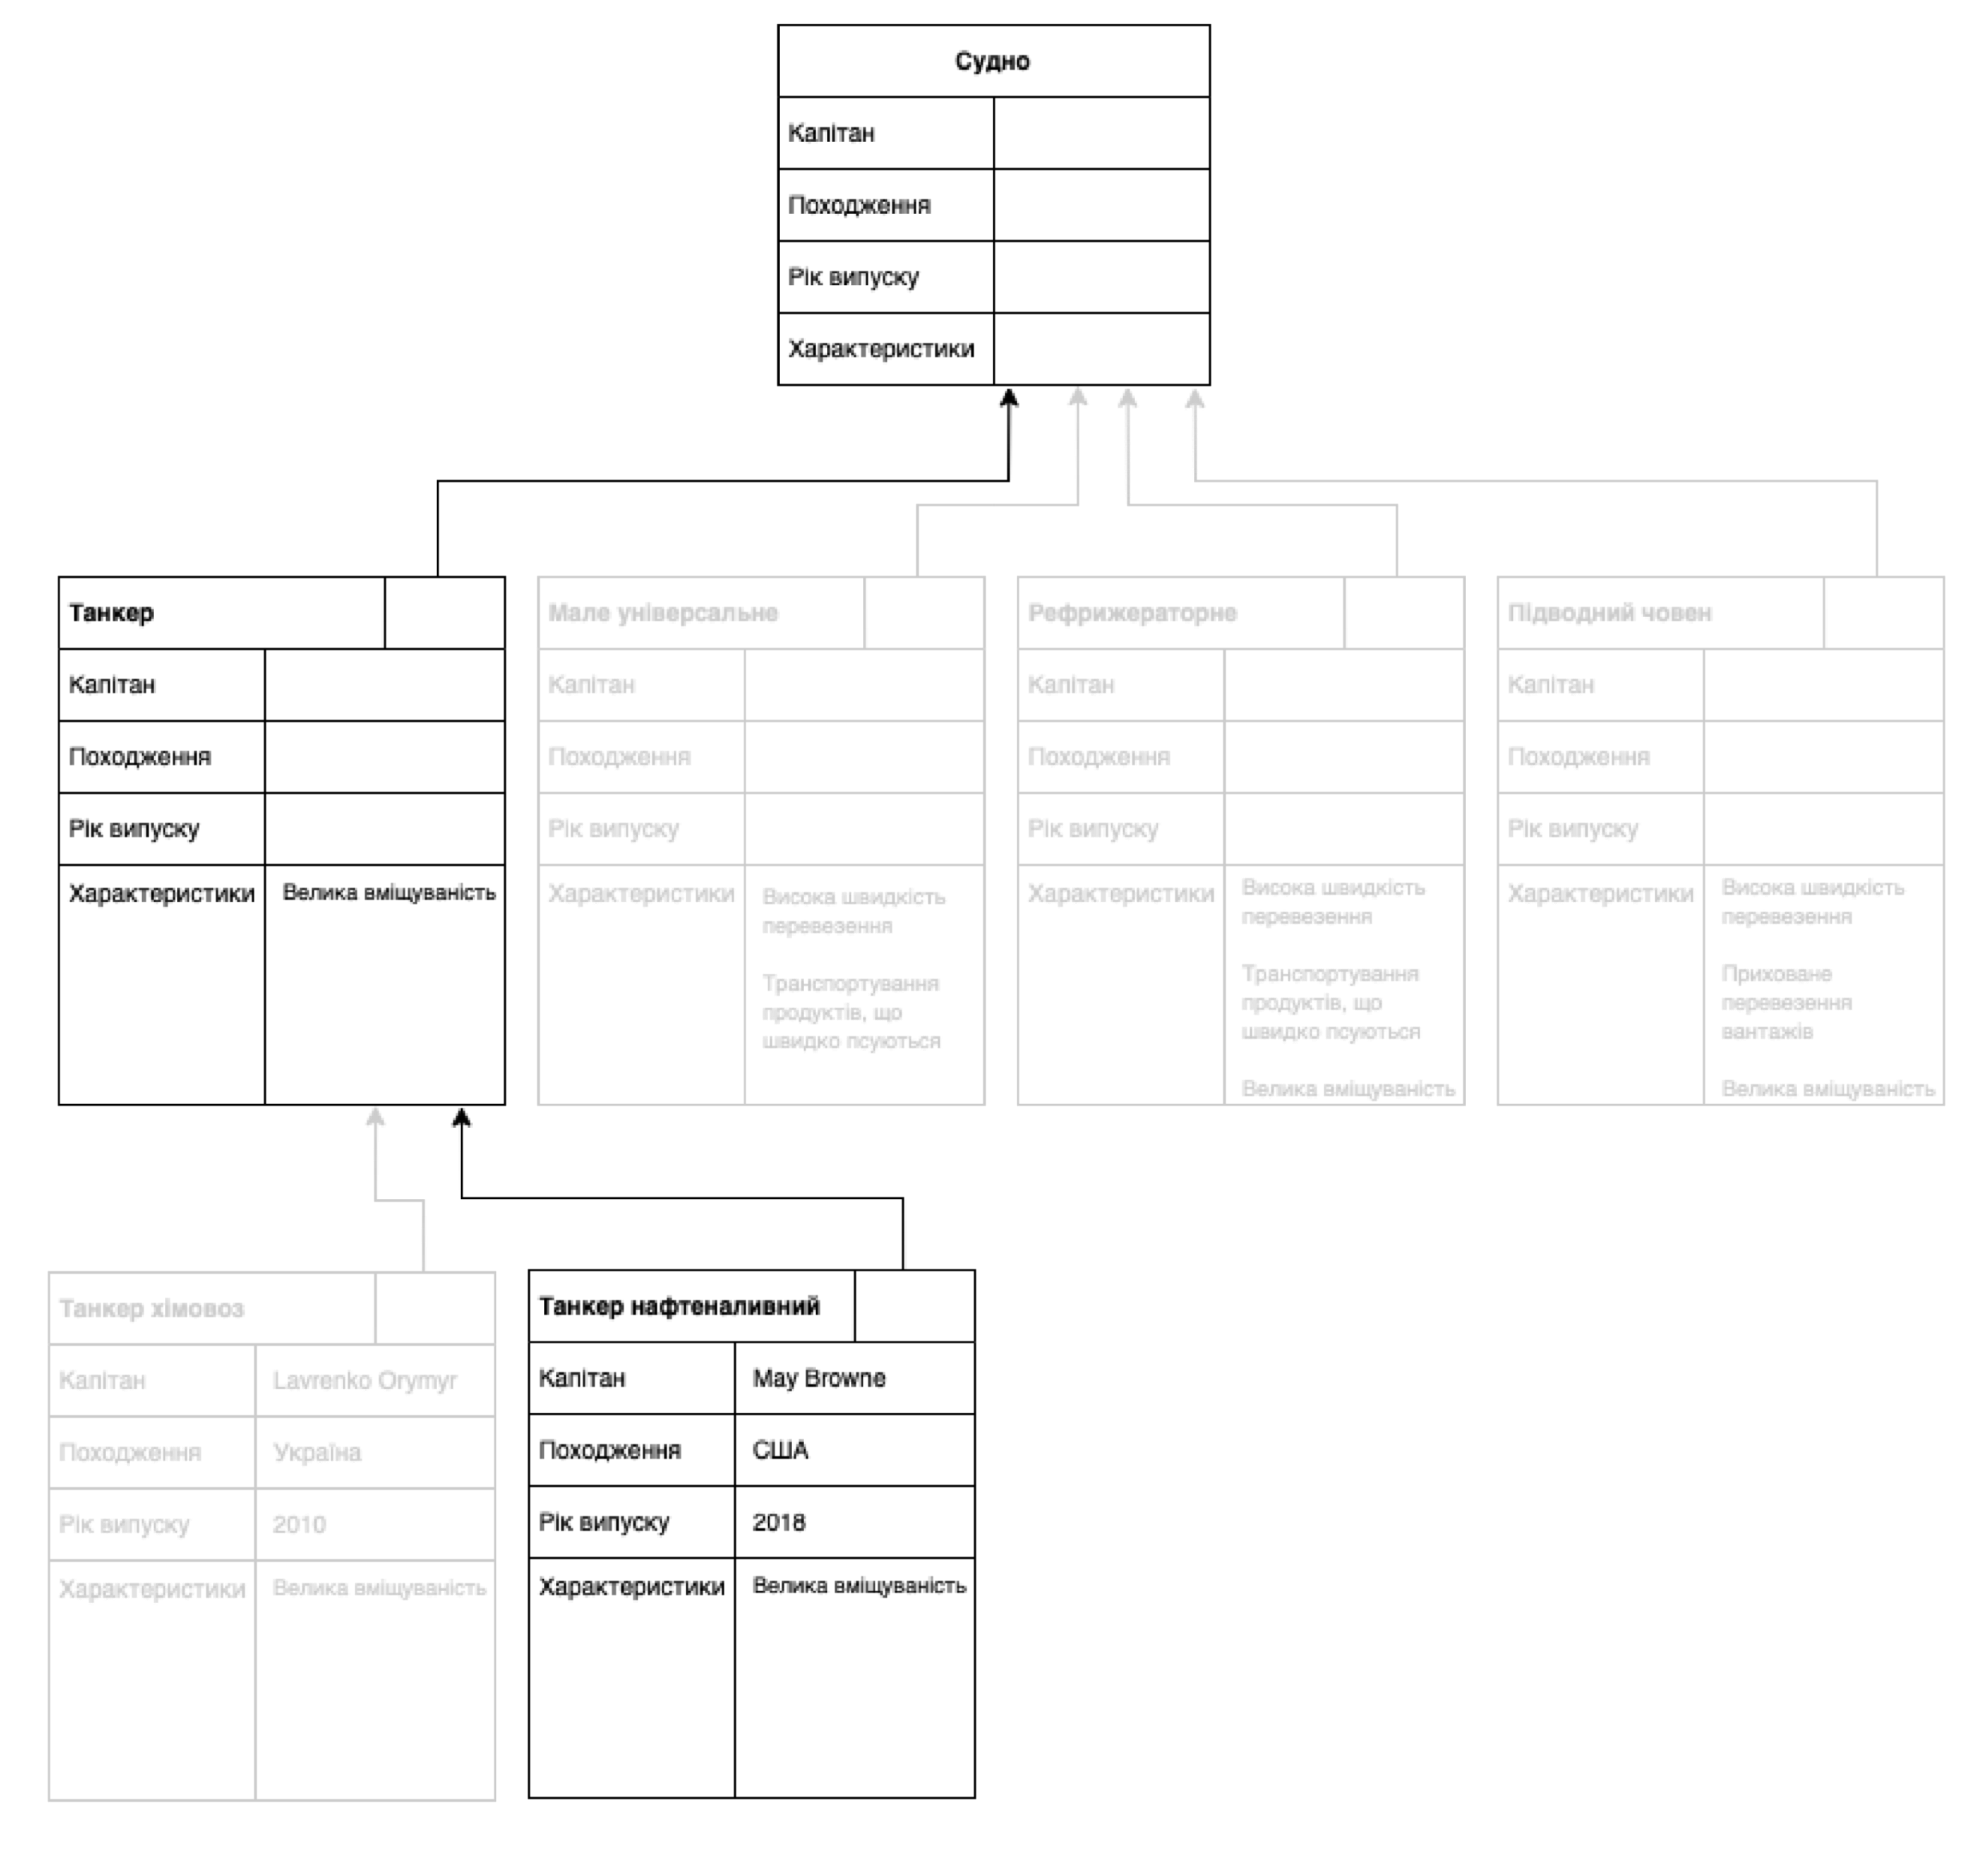 Судно
Капітан
Походження
Рік випуску
Характеристики
Танкер
Капітан
Походження
Рік випуску
Характеристики
Велика вміщуваність
Мале універсальне
Капітан
Походження
Рік випуску
Характеристики
Висока швидкість
перевезення
Транспортування
продуктів, що
швидко псуються
Рефрижераторне
Капітан
Походження
Рік випуску
Характеристики
Висока швидкість
перевезення
Транспортування
продуктів, що
швидко псуються
Велика вміщуваність
Підводний човен
Капітан
Походження
Рік випуску
Характеристики
Висока швидкість
перевезення
Приховане
перевезення
вантажів
Велика вміщуваність
Танкер хімовоз
Капітан
Lavrenko Orymyr
Походження
Україна
Рік випуску
2010
Характеристики
Велика вміщуваність
Танкер нафтеналивний
Капітан
May Browne
Походження
США
Рік випуску
2018
Характеристики
Велика вміщуваність